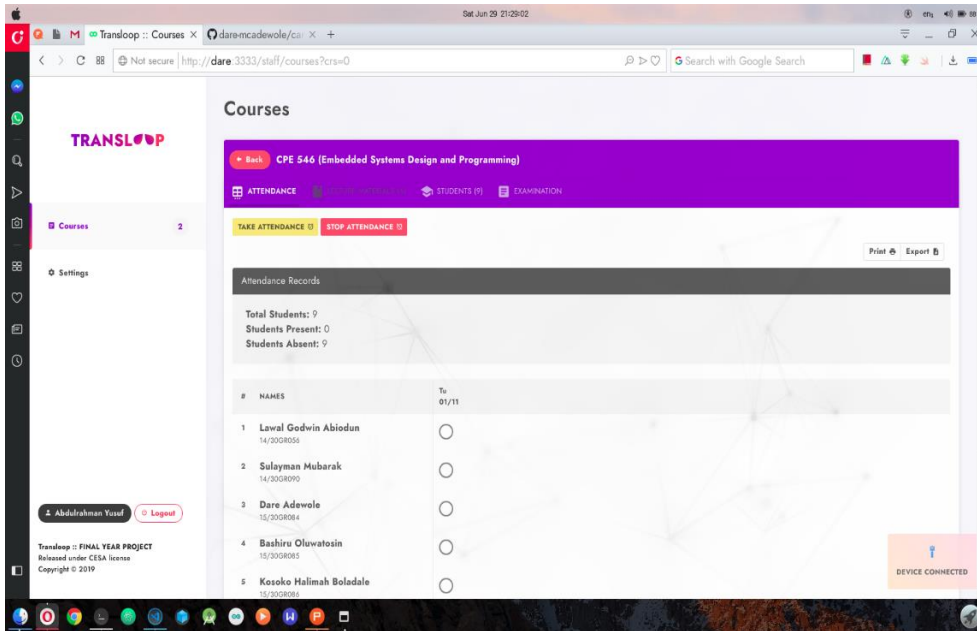 Sat Jun 29 21:29:02
Transloop :: Courses
dare-mcadewole/ca
Not secure http://dare:3333/staff/courses?crs=0
Search with Google Search
TRANSLOOP
Courses 2
Settings
Abdulrahman Yusuf Logout
Transloop :: FINAL YEAR PROJECT
Released under CESA license
Copyright © 2019
Courses
Back CPE 546 (Embedded Systems Design and Programming)
ATTENDANCE STUDENTS (9) EXAMINATION
TAKE ATTENDANCE STOP ATTENDANCE
Print Export
Attendance Records
Total Students: 9
Students Present: 0
Students Absent: 9
# NAMES Tu
01/11
1 Lawal Godwin Abiodun
14/30GR056
2 Sulayman Mubarak
14/30GR090
3 Dare Adewole
15/30GR084
4 Bashiru Oluwatosin
15/30GR085
5 Kosoko Halimah Boladale
15/30GR086
DEVICE CONNECTED